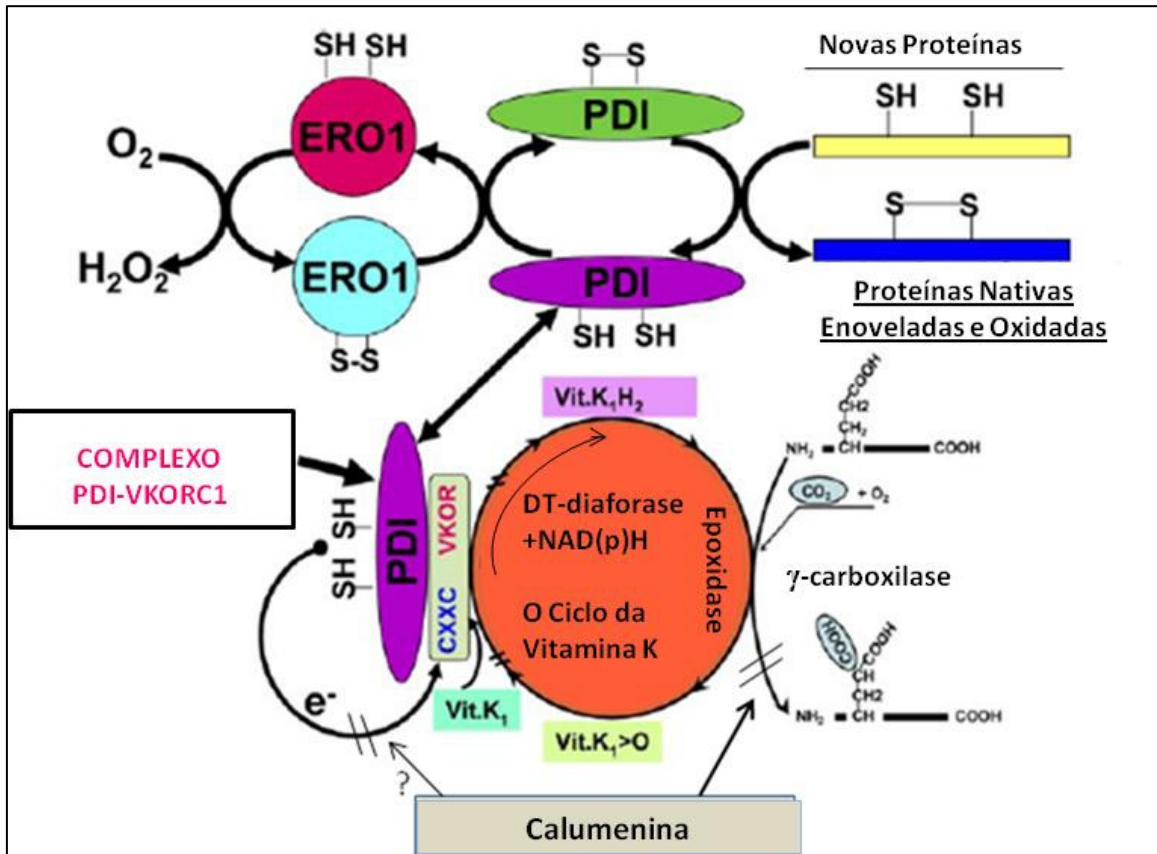 SH SH
ERO1
O₂
H₂O₂
ERO1
S-S
S—S
PDI
PDI
SH SH
Novas Proteínas
SH SH
S—S
Proteínas Nativas
Enoveladas e Oxidadas
COMPLEXO
PDI-VKORC1
SH
SH
PDI
VKOR
CXXC
e⁻
Vit.K₁
Vit.K₁H₂
DT-diaforase
+NAD(p)H
O Ciclo da
Vitamina K
Epoxidase
Vit.K₁>O
COOH
CH2
CH₂
NH₂ CH COOH
CO₂ + O₂
γ-carboxilase
COOH COOH
CH
CH2
NH₂ CH COOH
?
Calumenina